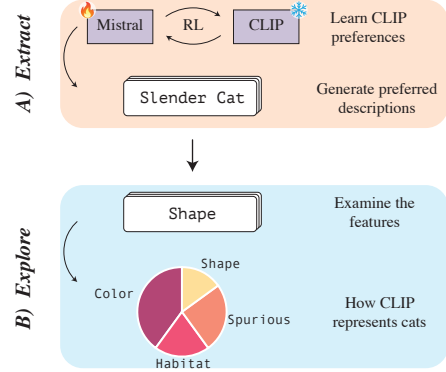 A) Extract
Mistral
RL
CLIP
Learn CLIP
preferences
Slender Cat
Generate preferred
descriptions
B) Explore
Shape
Examine the
features
Shape
Color
Spurious
Habitat
How CLIP
represents cats